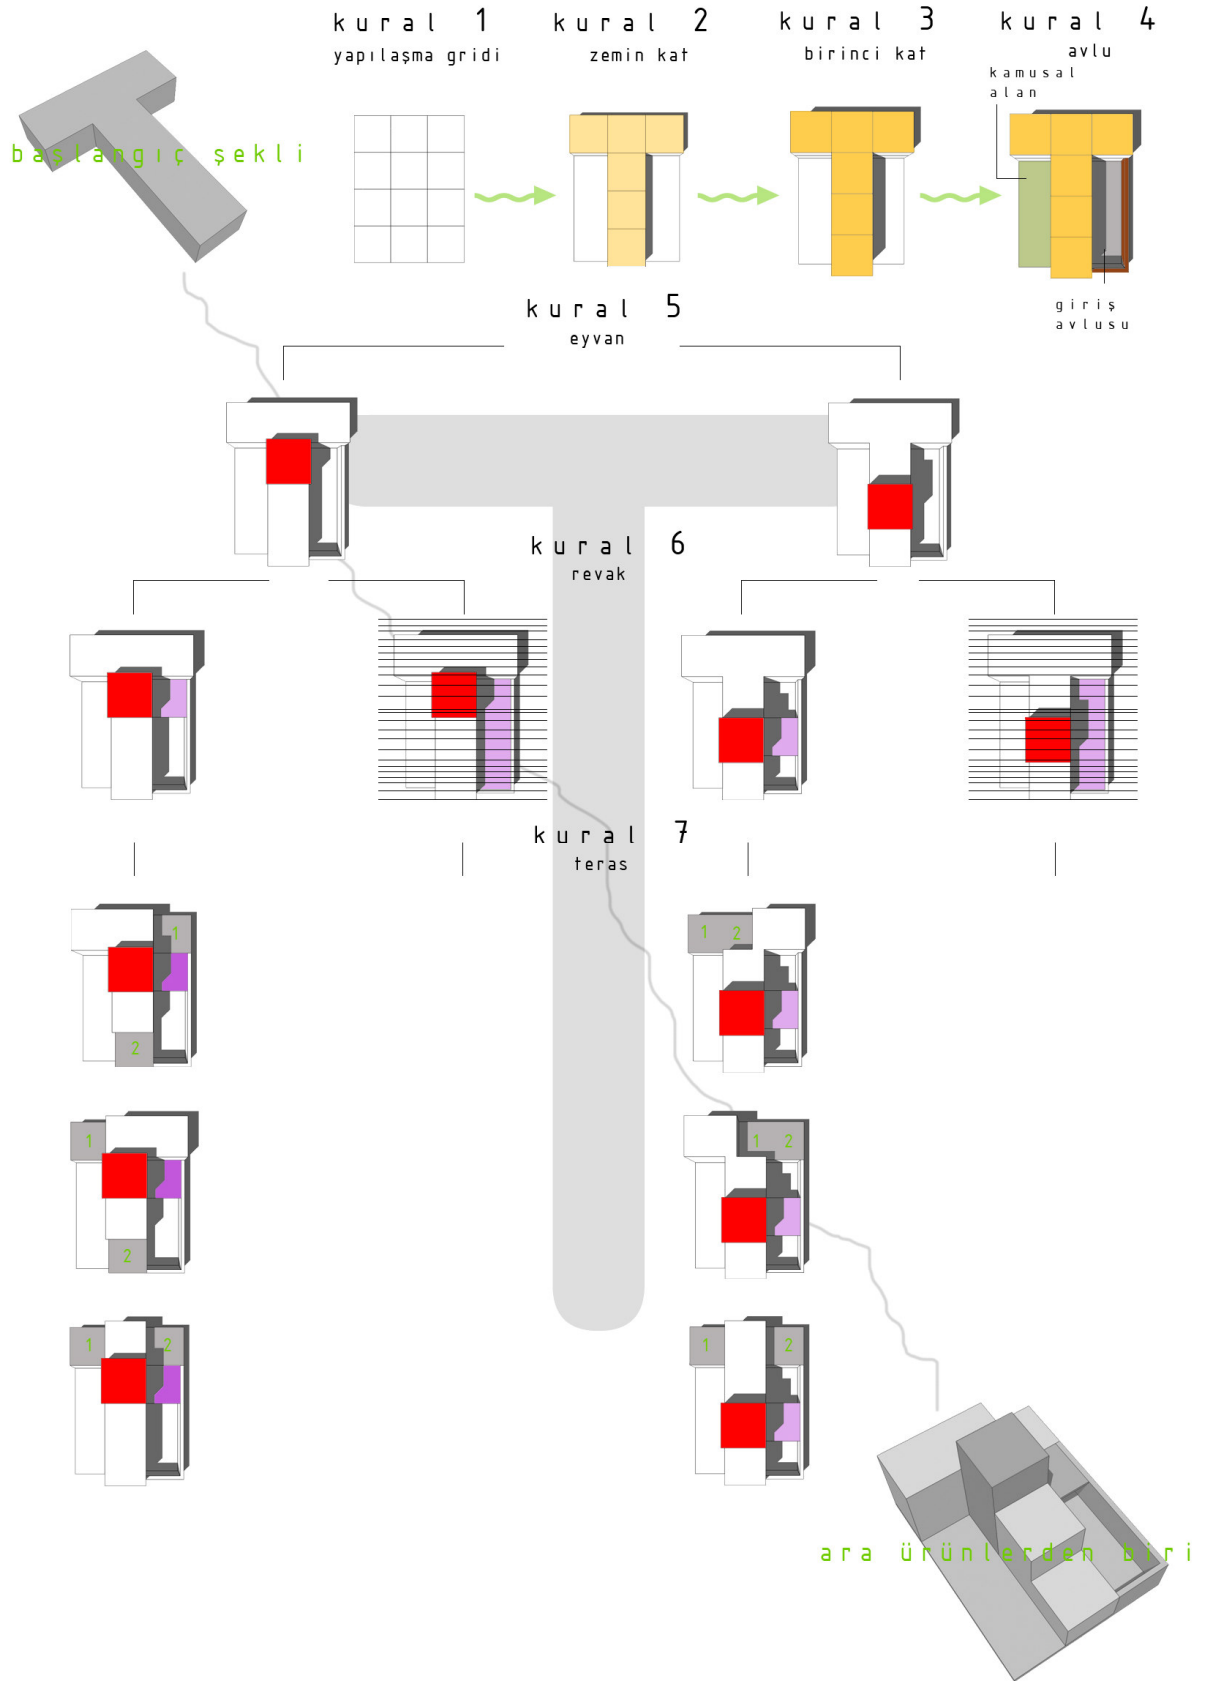 kural 1
yapılaşma gridi
kural 2
zemin kat
kural 3
birinci kat
kural 4
avlu
kamusal
alan
başlangıç şekli
giriş
avlusu
kural 5
eyvan
kural 6
revak
kural 7
teras
1
2
1 2
1
2
1 2
1 2
1 2
ara ürünlerden biri